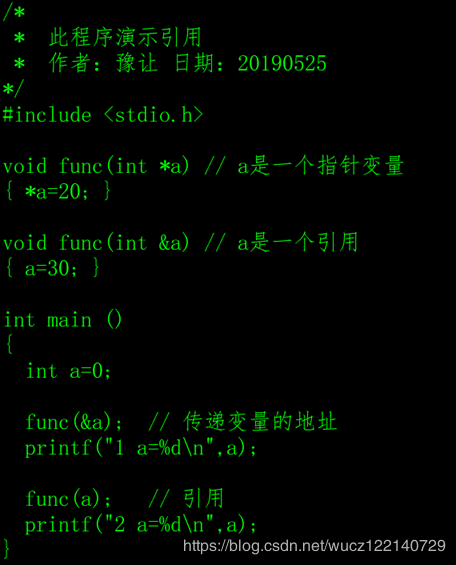 /*
 *  此程序演示引用
 *  作者：豫让 日期：20190525
*/
#include <stdio.h>
void func(int *a) // a是一个指针变量
{ *a=20; }
void func(int &a) // a是一个引用
{ a=30; }
int main ()
{
  int a=0;
  func(&a);  // 传递变量的地址
  printf("1 a=%d\n",a);
  func(a);   // 引用
  printf("2 a=%d\n",a);
}
https://blog.csdn.net/wucz122140729